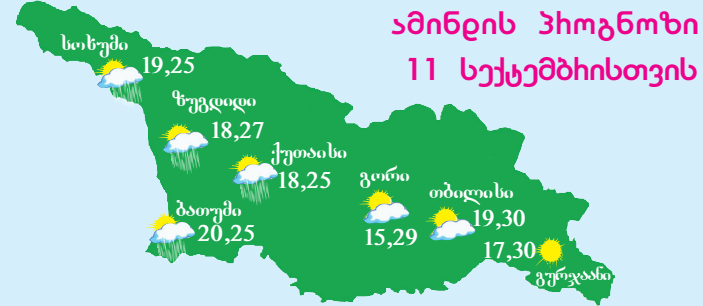 ამინდის პროგნოზი
11 სექტემბრისთვის
სოხუმი
19,25
ზუგდიდი
18,27
ქუთაისი
18,25
გორი
15,29
თბილისი
19,30
ბათუმი
20,25
17,30
გურჯაანი